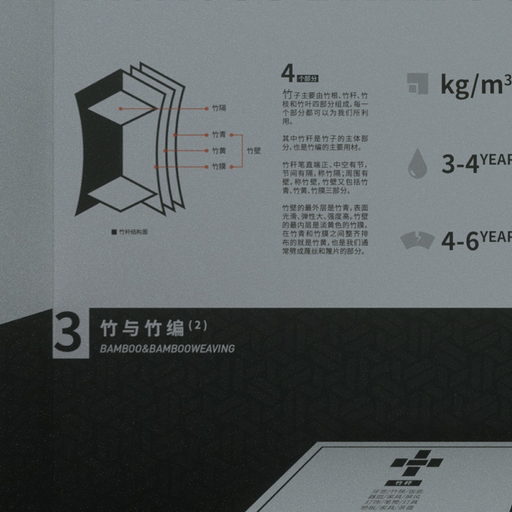 4个部分
竹子主要由竹根、竹秆、竹
枝和竹叶四部分组成，每一
个部分都可以为我们所利
用。
其中竹秆是竹子的主体部
分，也是竹编的主要用材。
竹秆笔直端正、中空有节，
节间有隔，称竹隔；周围有
壁，称竹壁，竹壁又包括竹
青、竹黄、竹膜三部分。
竹壁的最外层是竹青，表面
光滑、弹性大、强度高，竹壁
的最内层是淡黄色的竹膜，
在竹青和竹膜之间整齐排
布的就是竹黄，也是我们通
常劈成篾丝和篾片的部分。
竹隔
竹青
竹黄
竹膜
竹壁
竹秆结构图
kg/m³
3-4YEAR
4-6YEAR
3
竹与竹编(2)
BAMBOO&BAMBOOWEAVING
竹秆